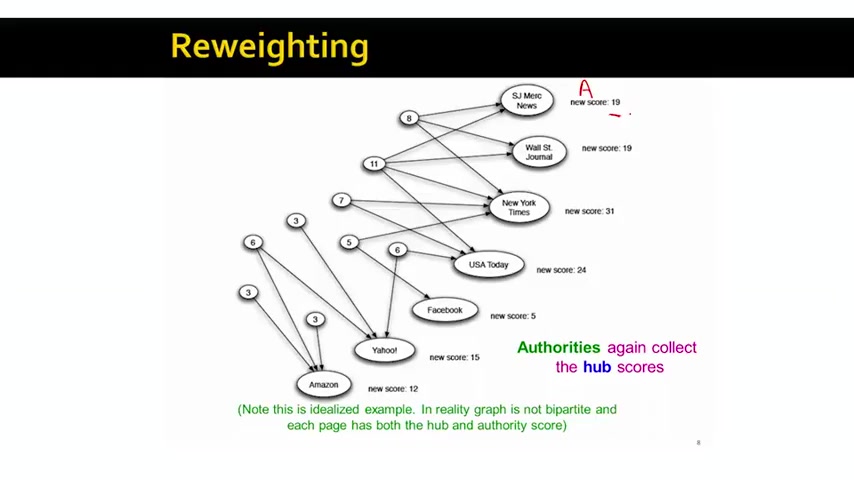 Reweighting
SJ Merc
News
A
new score: 19
8
Wall St.
Journal
new score: 19
11
7
New York
Times
new score: 31
3
6
5
6
USA Today
new score: 24
3
Facebook
new score: 5
3
Yahoo!
new score: 15
Authorities again collect
the hub scores
Amazon
new score: 12
(Note this is idealized example. In reality graph is not bipartite and
each page has both the hub and authority score)
8